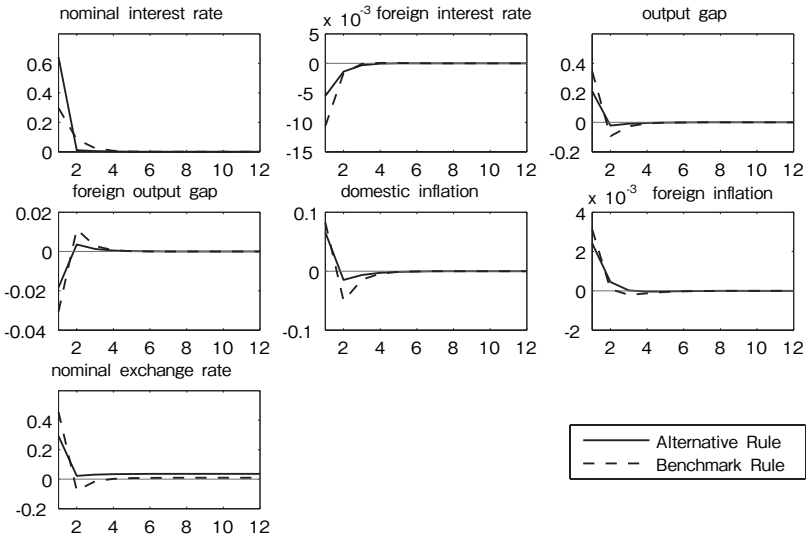 nominal interest rate
0.6
0.4
0.2
0
2 4 6 8 10 12
x 10-3 foreign interest rate
5
0
-5
-10
-15
2 4 6 8 10 12
output gap
0.4
0.2
0
-0.2
2 4 6 8 10 12
foreign output gap
0.02
0
-0.02
-0.04
2 4 6 8 10 12
domestic inflation
0.1
0
-0.1
2 4 6 8 10 12
x 10-3 foreign inflation
4
2
0
-2
2 4 6 8 10 12
nominal exchange rate
0.4
0.2
0
-0.2
2 4 6 8 10 12
Alternative Rule
Benchmark Rule